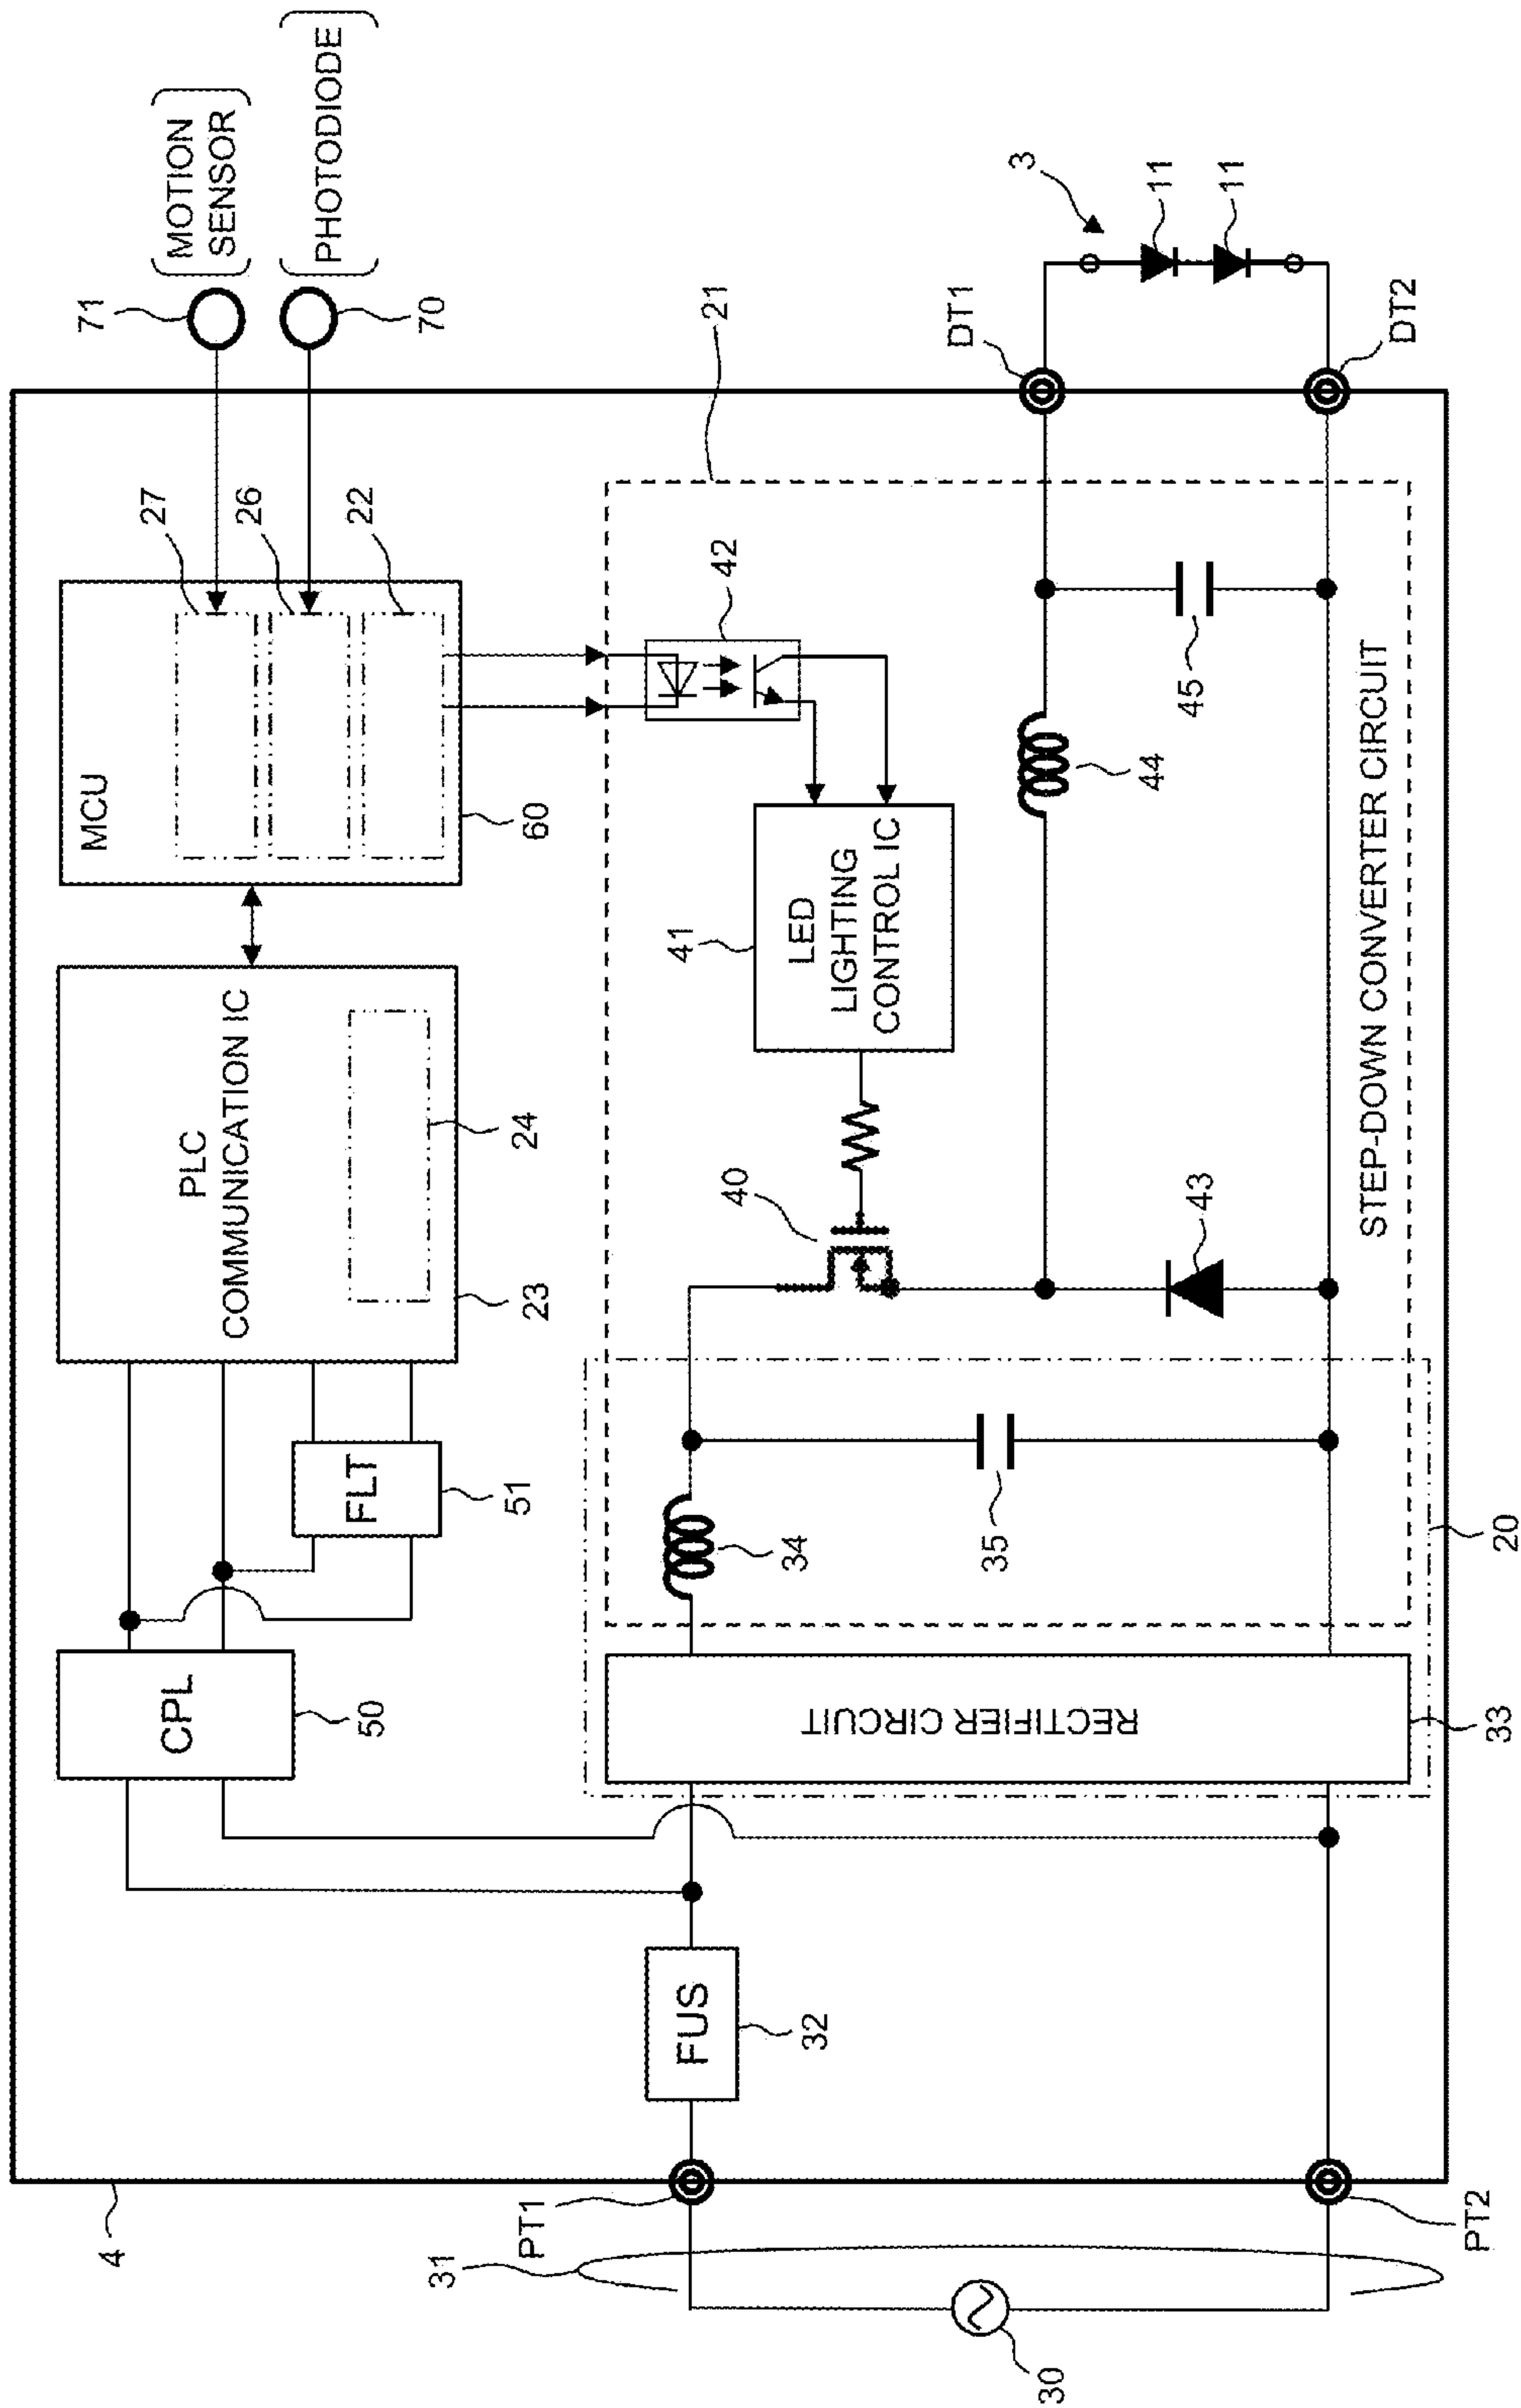 4
31
PT1
PT2
30
FUS
32
CPL
50
RECTIFIER CIRCUIT
33
20
FLT
51
34
35
PLC
COMMUNICATION IC
24
23
40
43
41
LED
LIGHTING
CONTROL IC
42
44
45
STEP-DOWN CONVERTER CIRCUIT
21
MCU
27
26
22
60
71
MOTION
SENSOR
70
PHOTODIODE
DT1
DT2
3
11
11